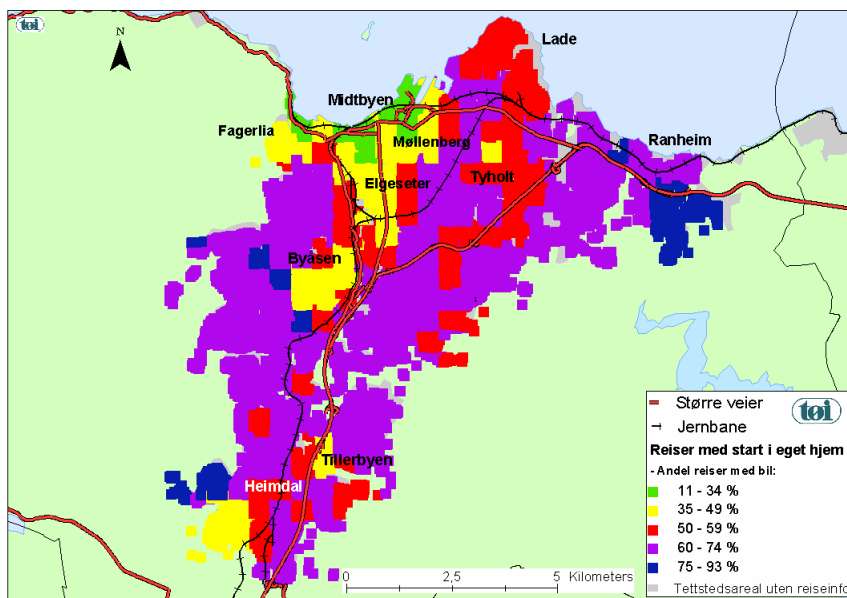 tøi
N
Lade
Midtbyen
Fagerlia
Møllenberg
Ranheim
Elgeseter
Tyholt
Byåsen
Tillerbyen
Heimdal
0 2,5 5 Kilometers
Større veier
tøi
Jernbane
Reiser med start i eget hjem
- Andel reiser med bil:
11 - 34 %
35 - 49 %
50 - 59 %
60 - 74 %
75 - 93 %
Tettstedsareal uten reiseinfo